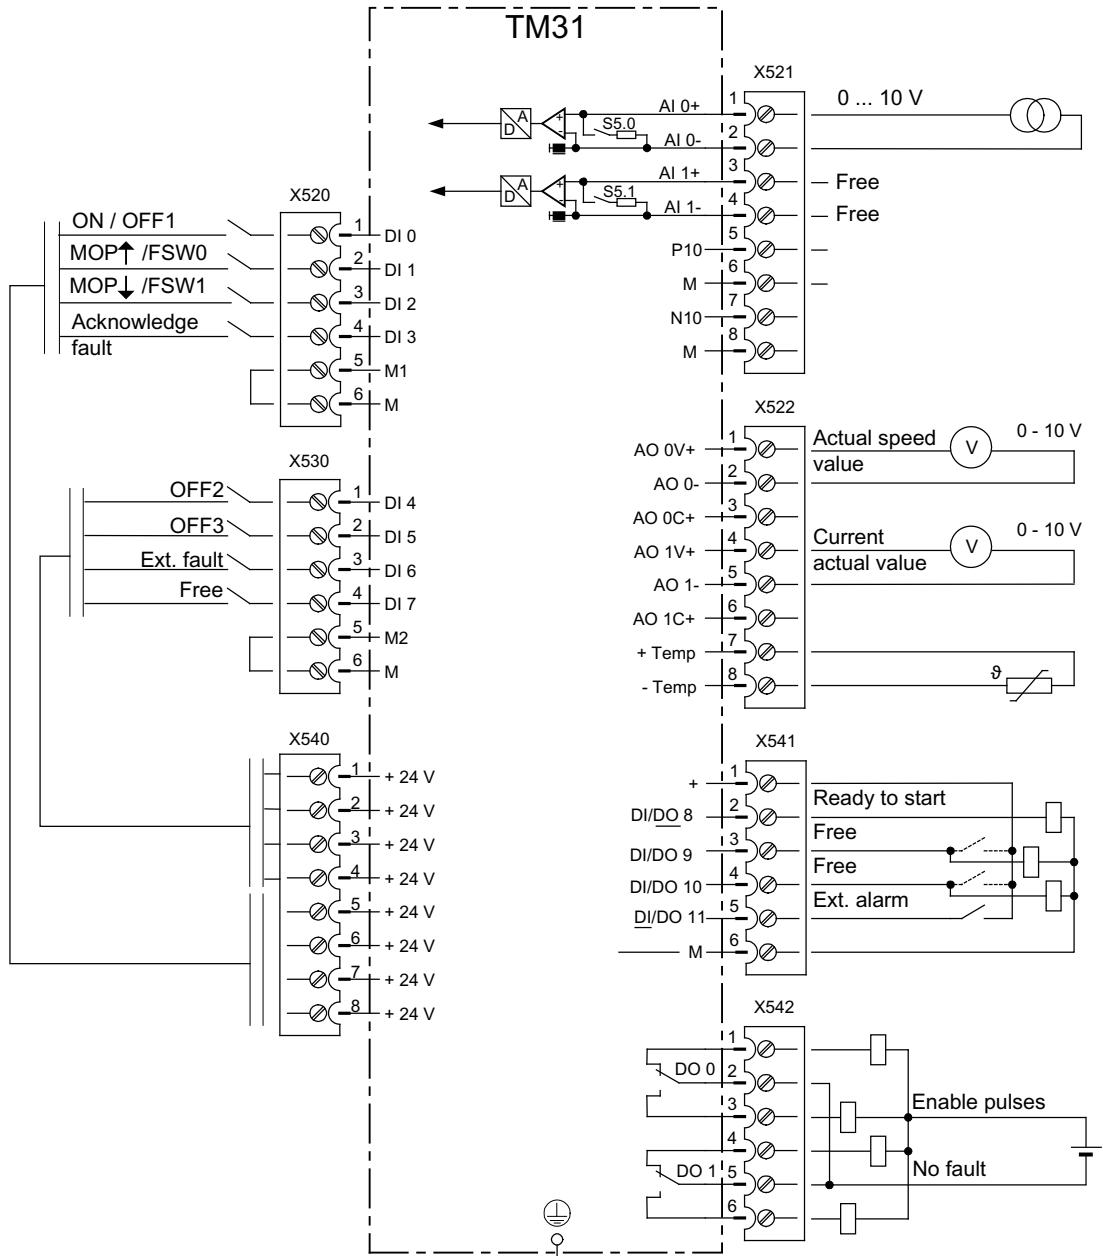 TM31
X521
1 AI 0+ 0 ... 10 V
S5.0
D A
2 AI 0-
3 AI 1+ Free
S5.1
D A
4 AI 1- Free
5 P10
6 M
7 N10
8 M
X520
ON / OFF1 1 DI 0
MOP /FSW0 2 DI 1
MOP /FSW1 3 DI 2
Acknowledge fault 4 DI 3
5 M1
6 M
X522
AO 0V+ 1 Actual speed value V 0 - 10 V
AO 0- 2
AO 0C+ 3
AO 1V+ 4 Current actual value V 0 - 10 V
AO 1- 5
AO 1C+ 6
+ Temp 7
- Temp 8 ϑ
X530
OFF2 1 DI 4
OFF3 2 DI 5
Ext. fault 3 DI 6
Free 4 DI 7
5 M2
6 M
X540
1 + 24 V
2 + 24 V
3 + 24 V
4 + 24 V
5 + 24 V
6 + 24 V
7 + 24 V
8 + 24 V
X541
+ 1
DI/DO 8 2 Ready to start
DI/DO 9 3 Free
DI/DO 10 4 Free
DI/DO 11 5 Ext. alarm
M 6
X542
1
DO 0 2
3 Enable pulses
4
DO 1 5 No fault
6